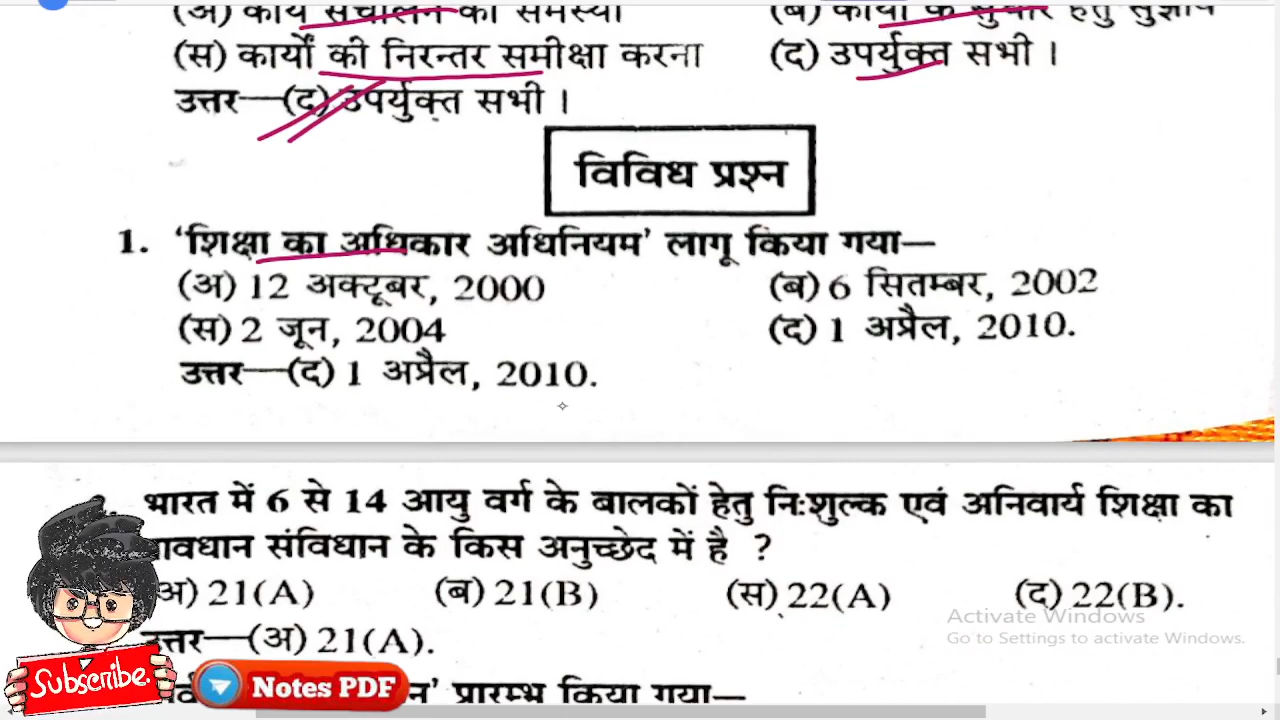 (अ) कार्य संचालन की समस्या (ब) कार्यों के सुधार हेतु सुझाव
(स) कार्यों की निरन्तर समीक्षा करना (द) उपर्युक्त सभी ।
उत्तर—(द) उपर्युक्त सभी ।
विविध प्रश्न
1. ‘शिक्षा का अधिकार अधिनियम’ लागू किया गया—
(अ) 12 अक्टूबर, 2000 (ब) 6 सितम्बर, 2002
(स) 2 जून, 2004 (द) 1 अप्रैल, 2010.
उत्तर—(द) 1 अप्रैल, 2010.
भारत में 6 से 14 आयु वर्ग के बालकों हेतु निःशुल्क एवं अनिवार्य शिक्षा का
संविधान के किस अनुच्छेद में है ?
(अ) 21(A) (ब) 21(B) (स) 22(A) (द) 22(B).
उत्तर—(अ) 21(A).
प्रारम्भ किया गया—
Activate Windows
Go to Settings to activate Windows.
Subscribe.
Notes PDF